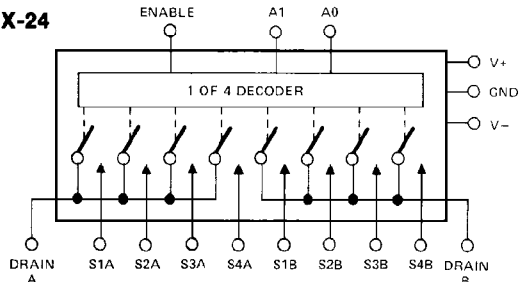 X-24
ENABLE A1 A0
V+
1 OF 4 DECODER
GND
V−
DRAIN A S1A S2A S3A S4A S1B S2B S3B S4B DRAIN